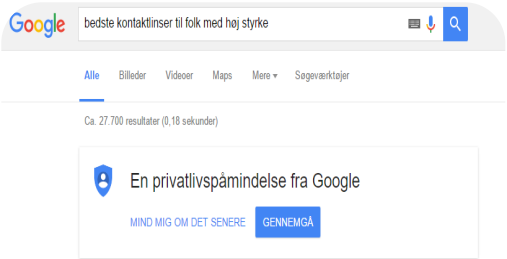 Google bedste kontaktlinser til folk med høj styrke
Alle Billeder Videoer Maps Mere Søgeværktøjer
Ca. 27.700 resultater (0,18 sekunder)
En privatlivspåmindelse fra Google
MIND MIG OM DET SENERE GENNEMGÅ